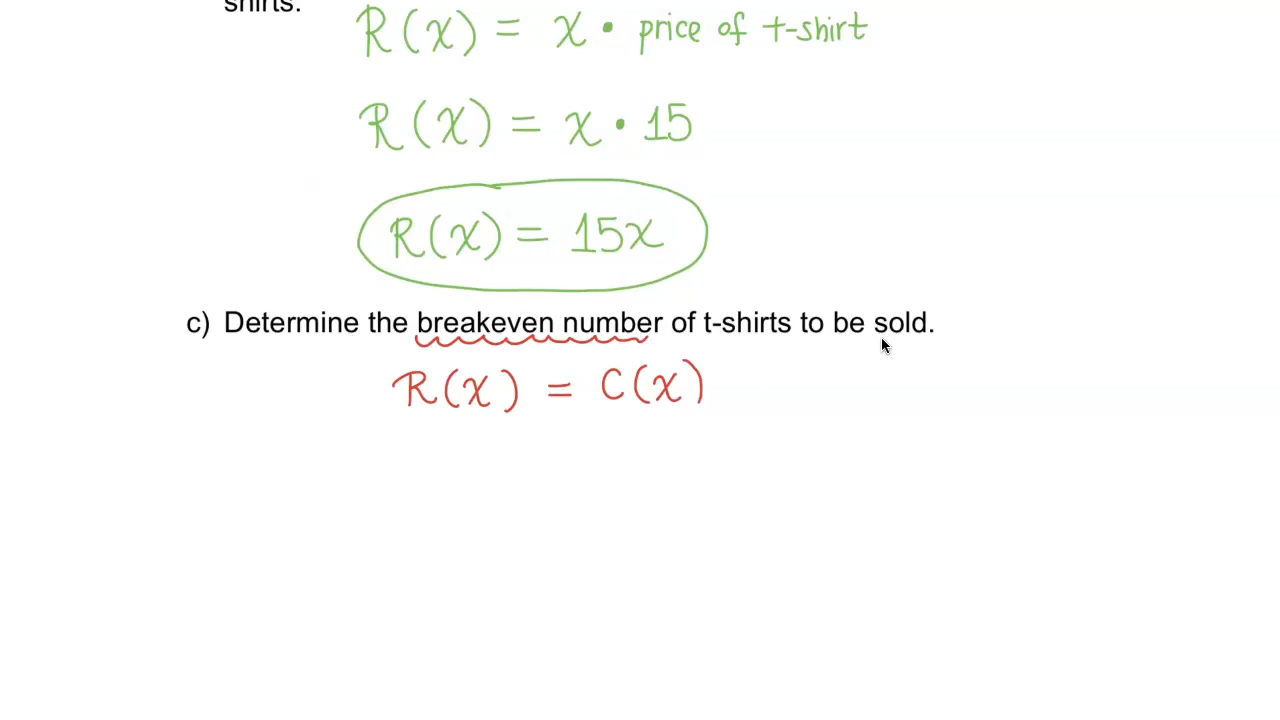 shirts.
R(x) = x • price of t-shirt
R(x) = x • 15
R(x) = 15x
c) Determine the breakeven number of t-shirts to be sold.
R(x) = C(x)